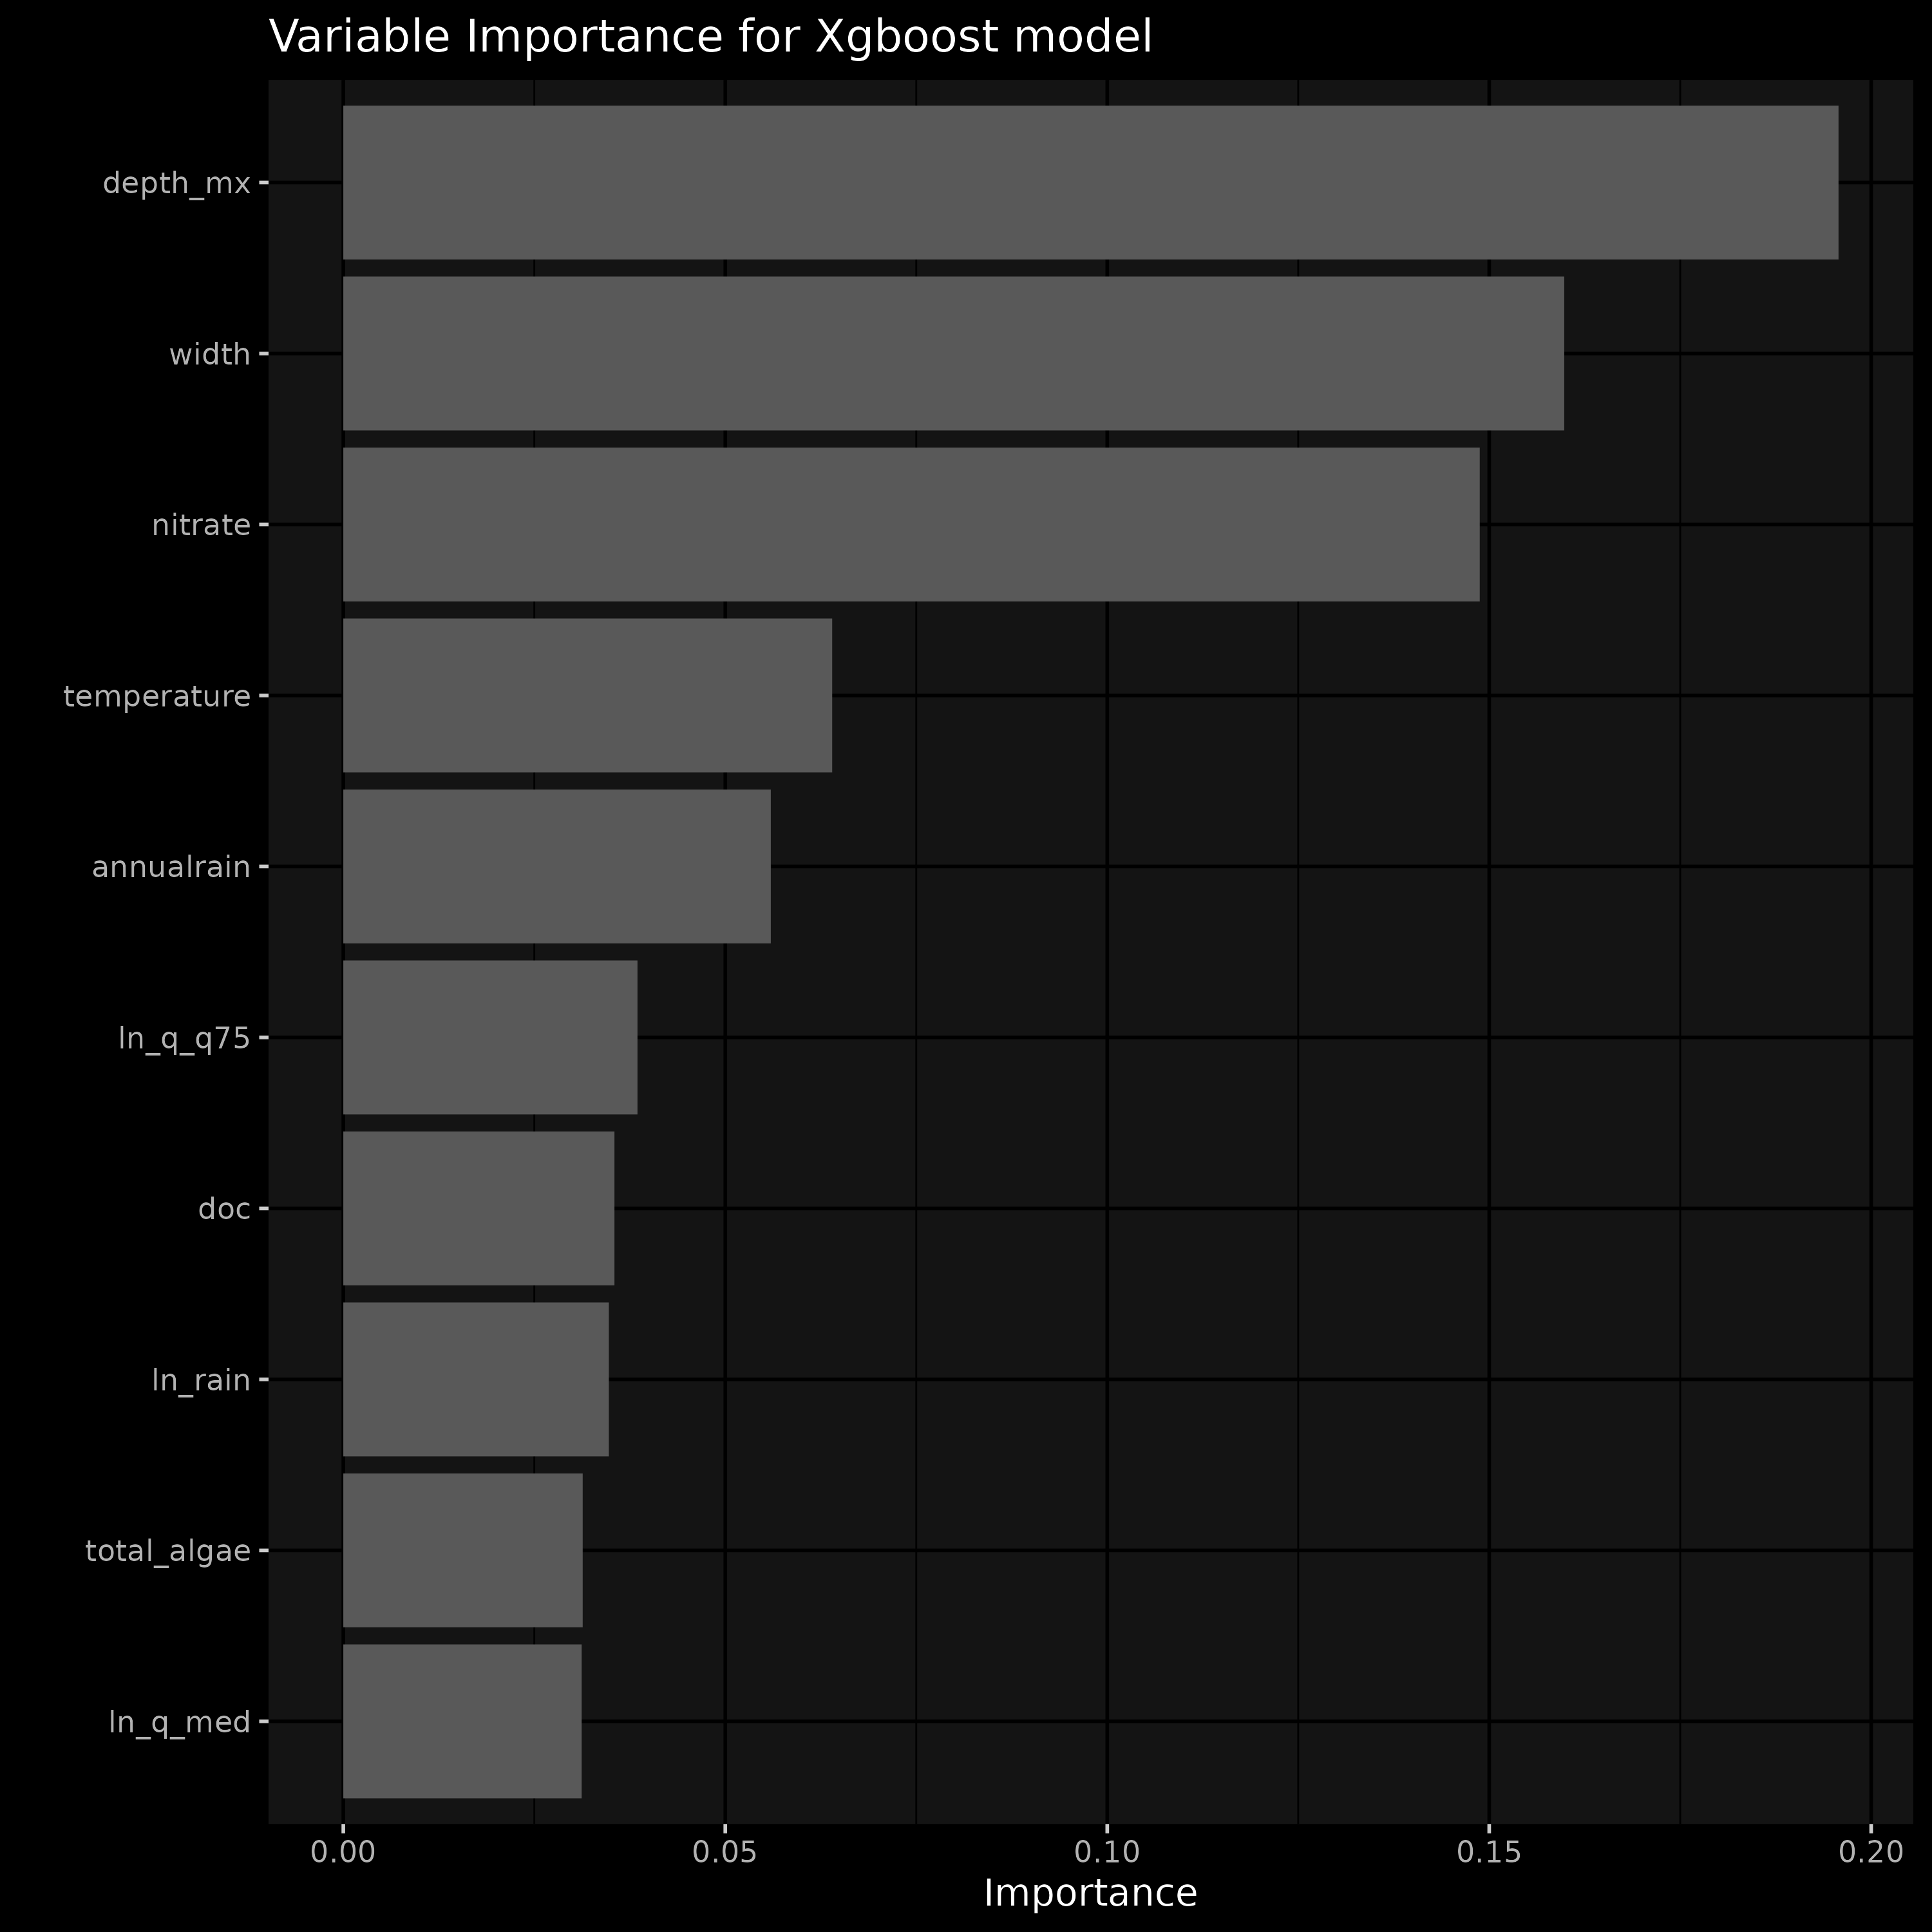 Variable Importance for Xgboost model
depth_mx
width
nitrate
temperature
annualrain
ln_q_q75
doc
ln_rain
total_algae
ln_q_med
0.00 0.05 0.10 0.15 0.20
Importance